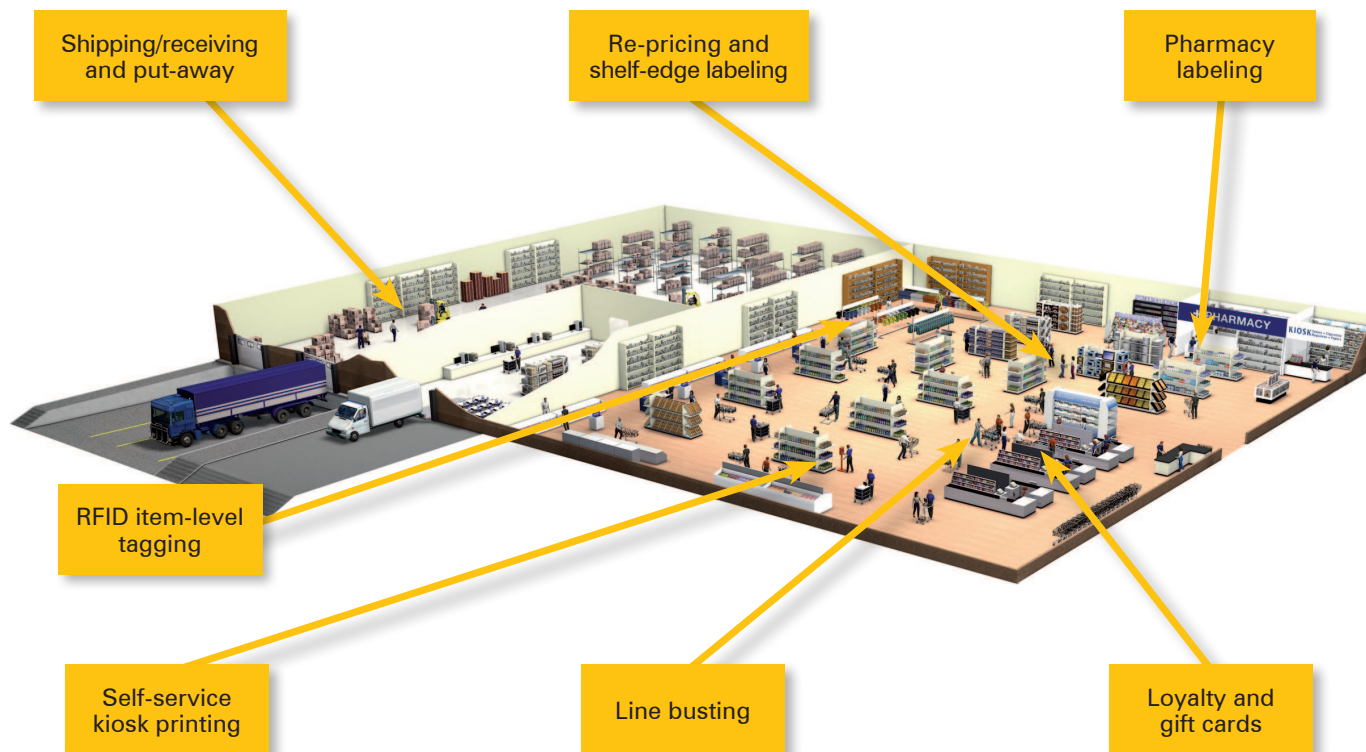 Shipping/receiving
and put-away
Re-pricing and
shelf-edge labeling
Pharmacy
labeling
PHARMACY
KIOSK
RFID item-level
tagging
Self-service
kiosk printing
Line busting
Loyalty and
gift cards